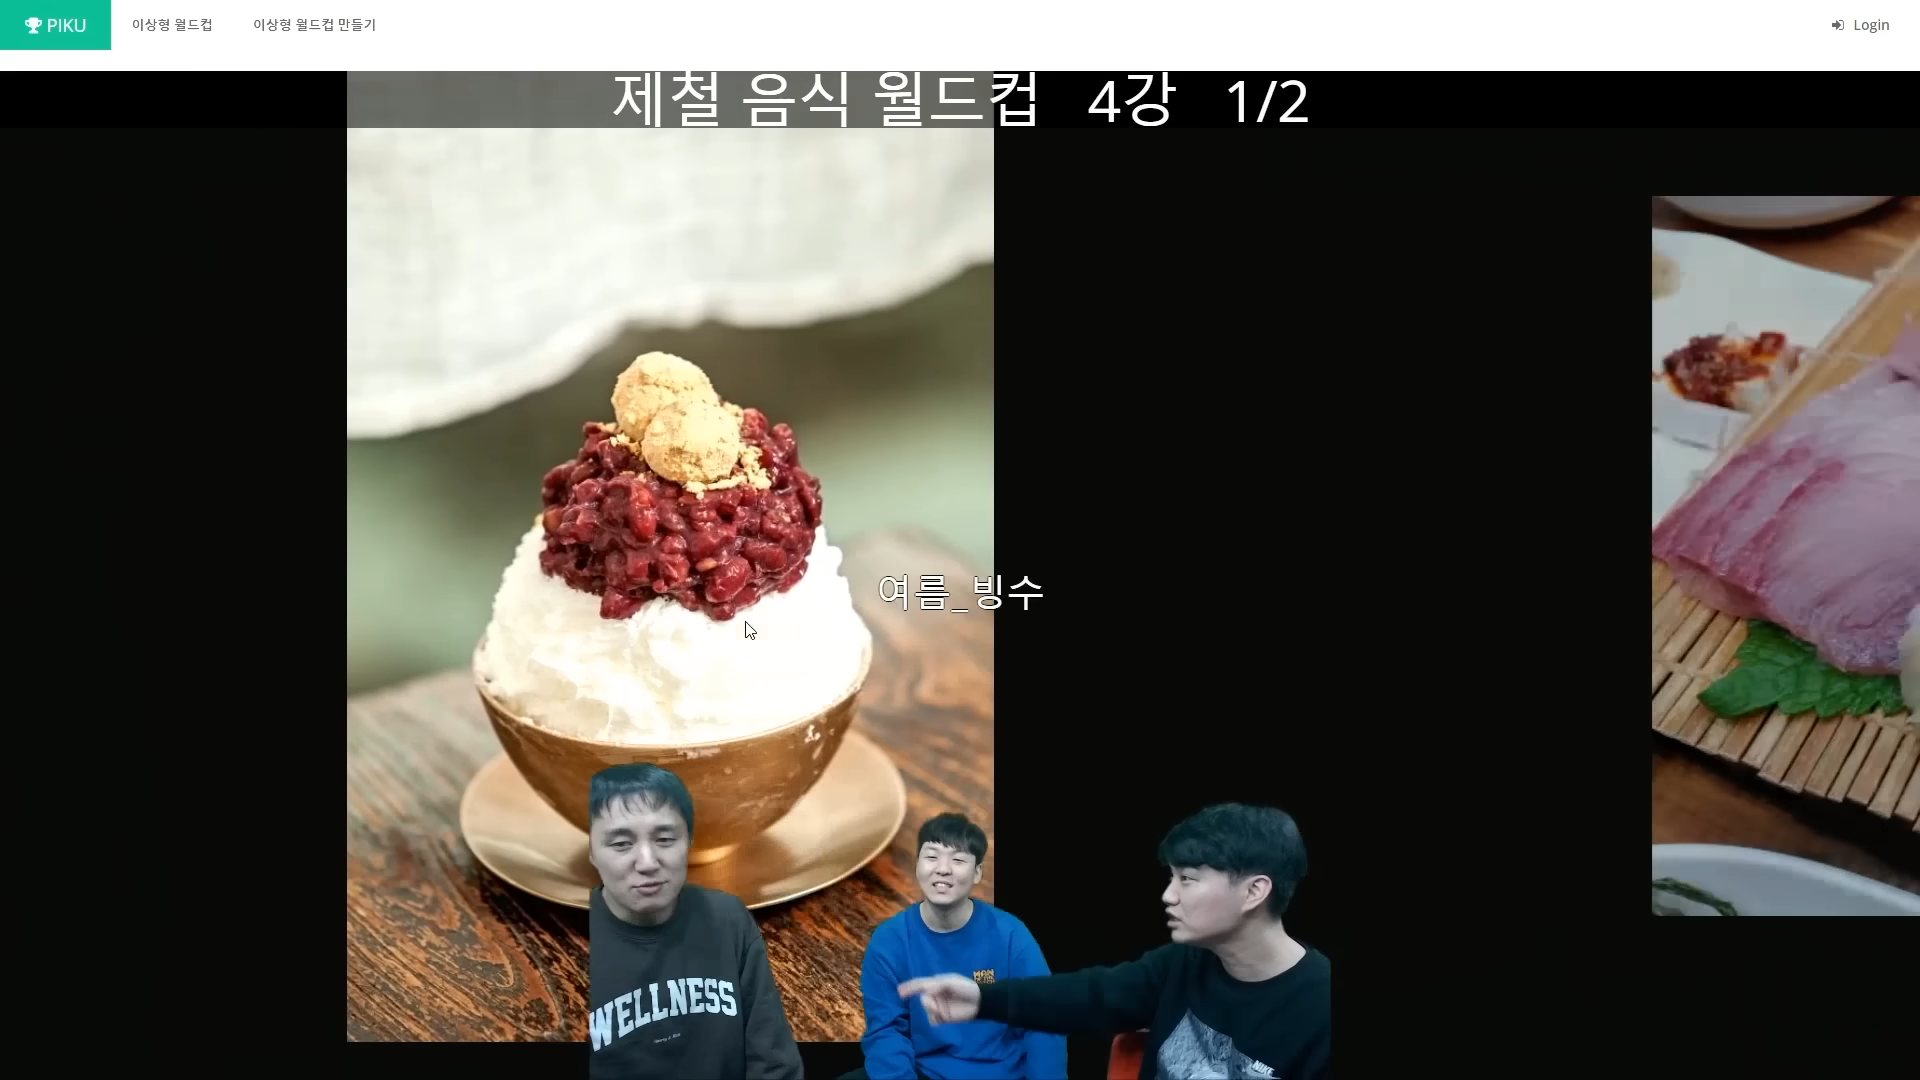 PIKU 이상형 월드컵 이상형 월드컵 만들기 Login
제철 음식 월드컵 4강 1/2
여름_빙수
WELLNESS
NIKE